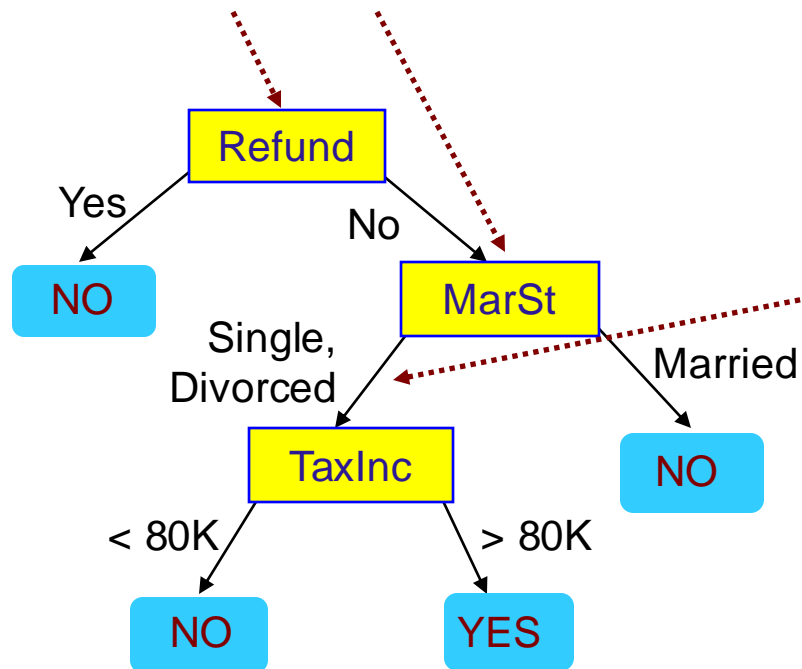 Refund
Yes
No
NO
MarSt
Single,
Divorced
Married
TaxInc
NO
< 80K
> 80K
NO
YES